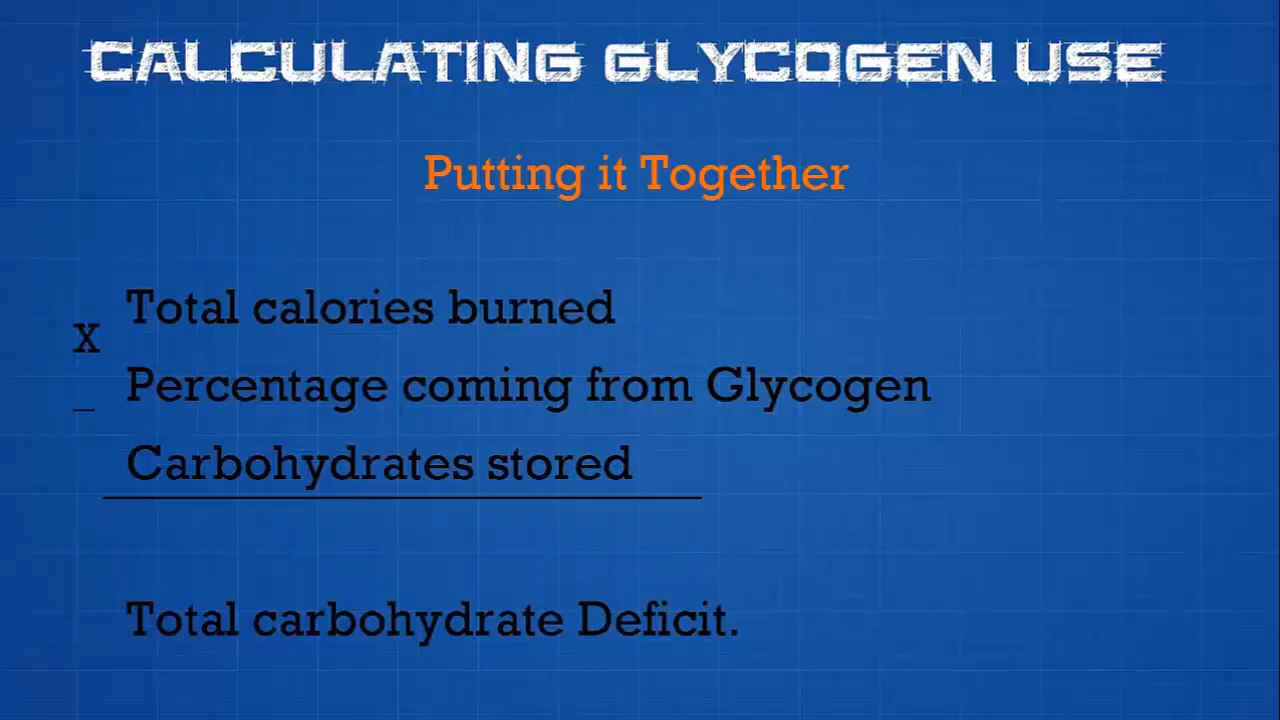 CALCULATING GLYCOGEN USE
Putting it Together
Total calories burned
X
Percentage coming from Glycogen
_
Carbohydrates stored
Total carbohydrate Deficit.